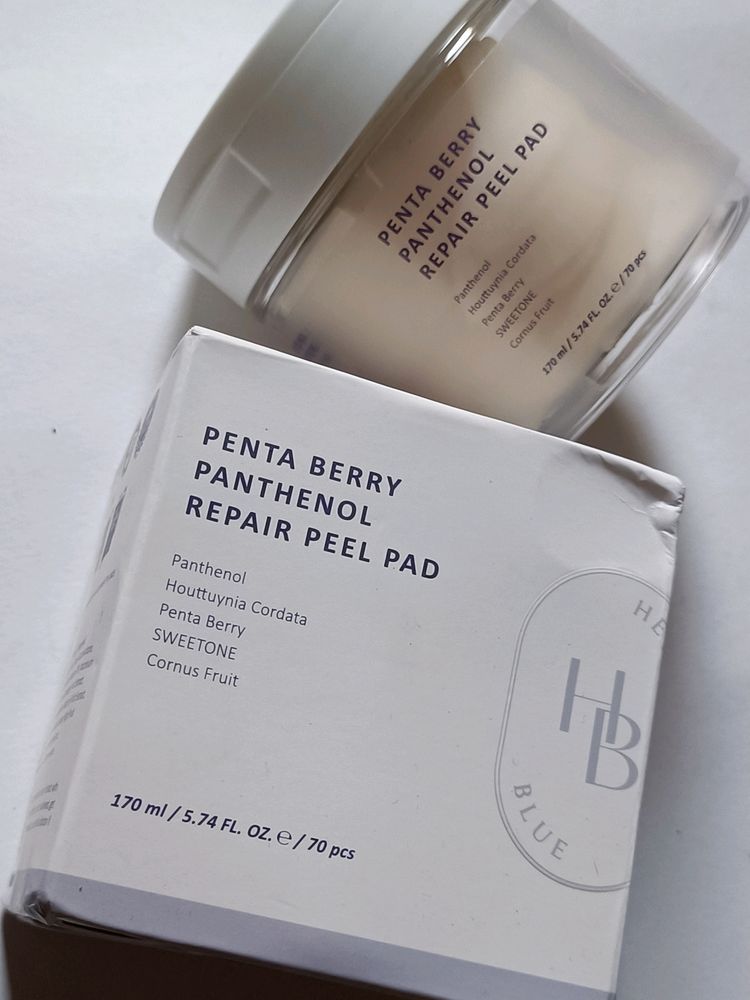 PENTA BERRY
PANTHENOL
REPAIR PEEL PAD
Panthenol
Houttuynia Cordata
Penta Berry
SWEETONE
Cornus Fruit
170 ml / 5.74 FL. OZ. ℮ / 70 pcs
PENTA BERRY
PANTHENOL
REPAIR PEEL PAD
Panthenol
Houttuynia Cordata
Penta Berry
SWEETONE
Cornus Fruit
170 ml / 5.74 FL. OZ. ℮ / 70 pcs
HE
HB
BLUE